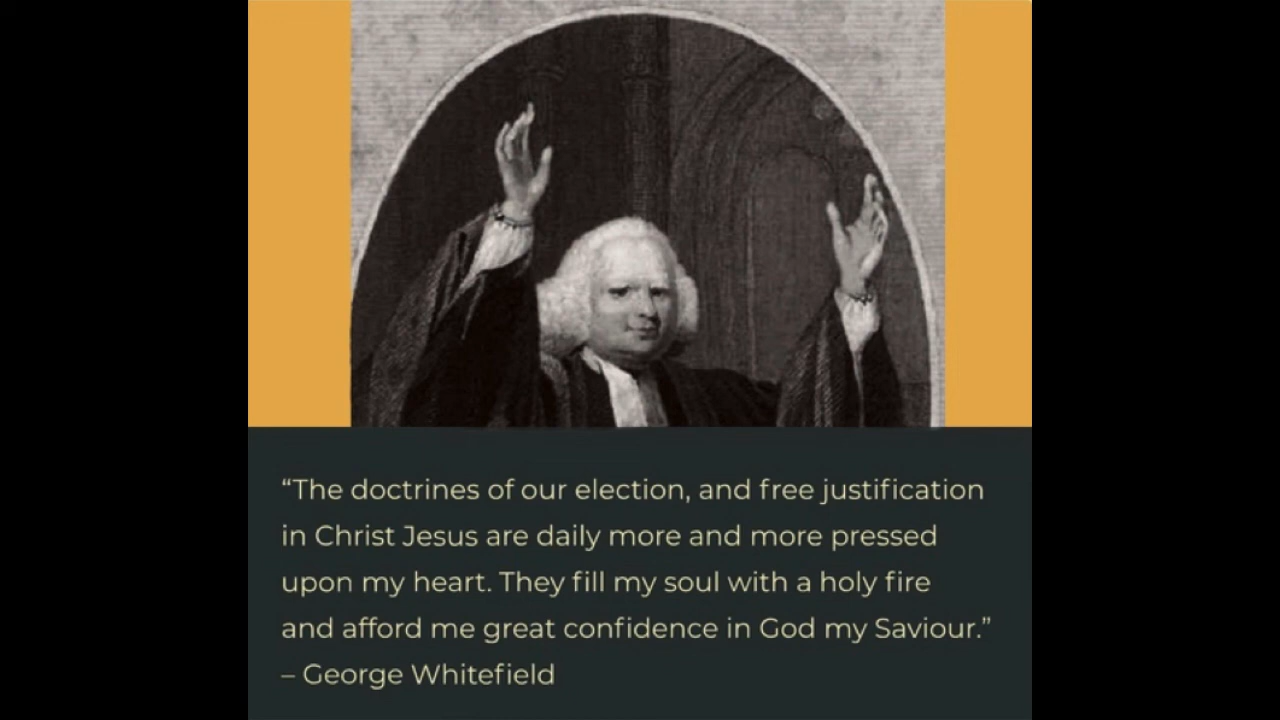 “The doctrines of our election, and free justification
in Christ Jesus are daily more and more pressed
upon my heart. They fill my soul with a holy fire
and afford me great confidence in God my Saviour.”
– George Whitefield